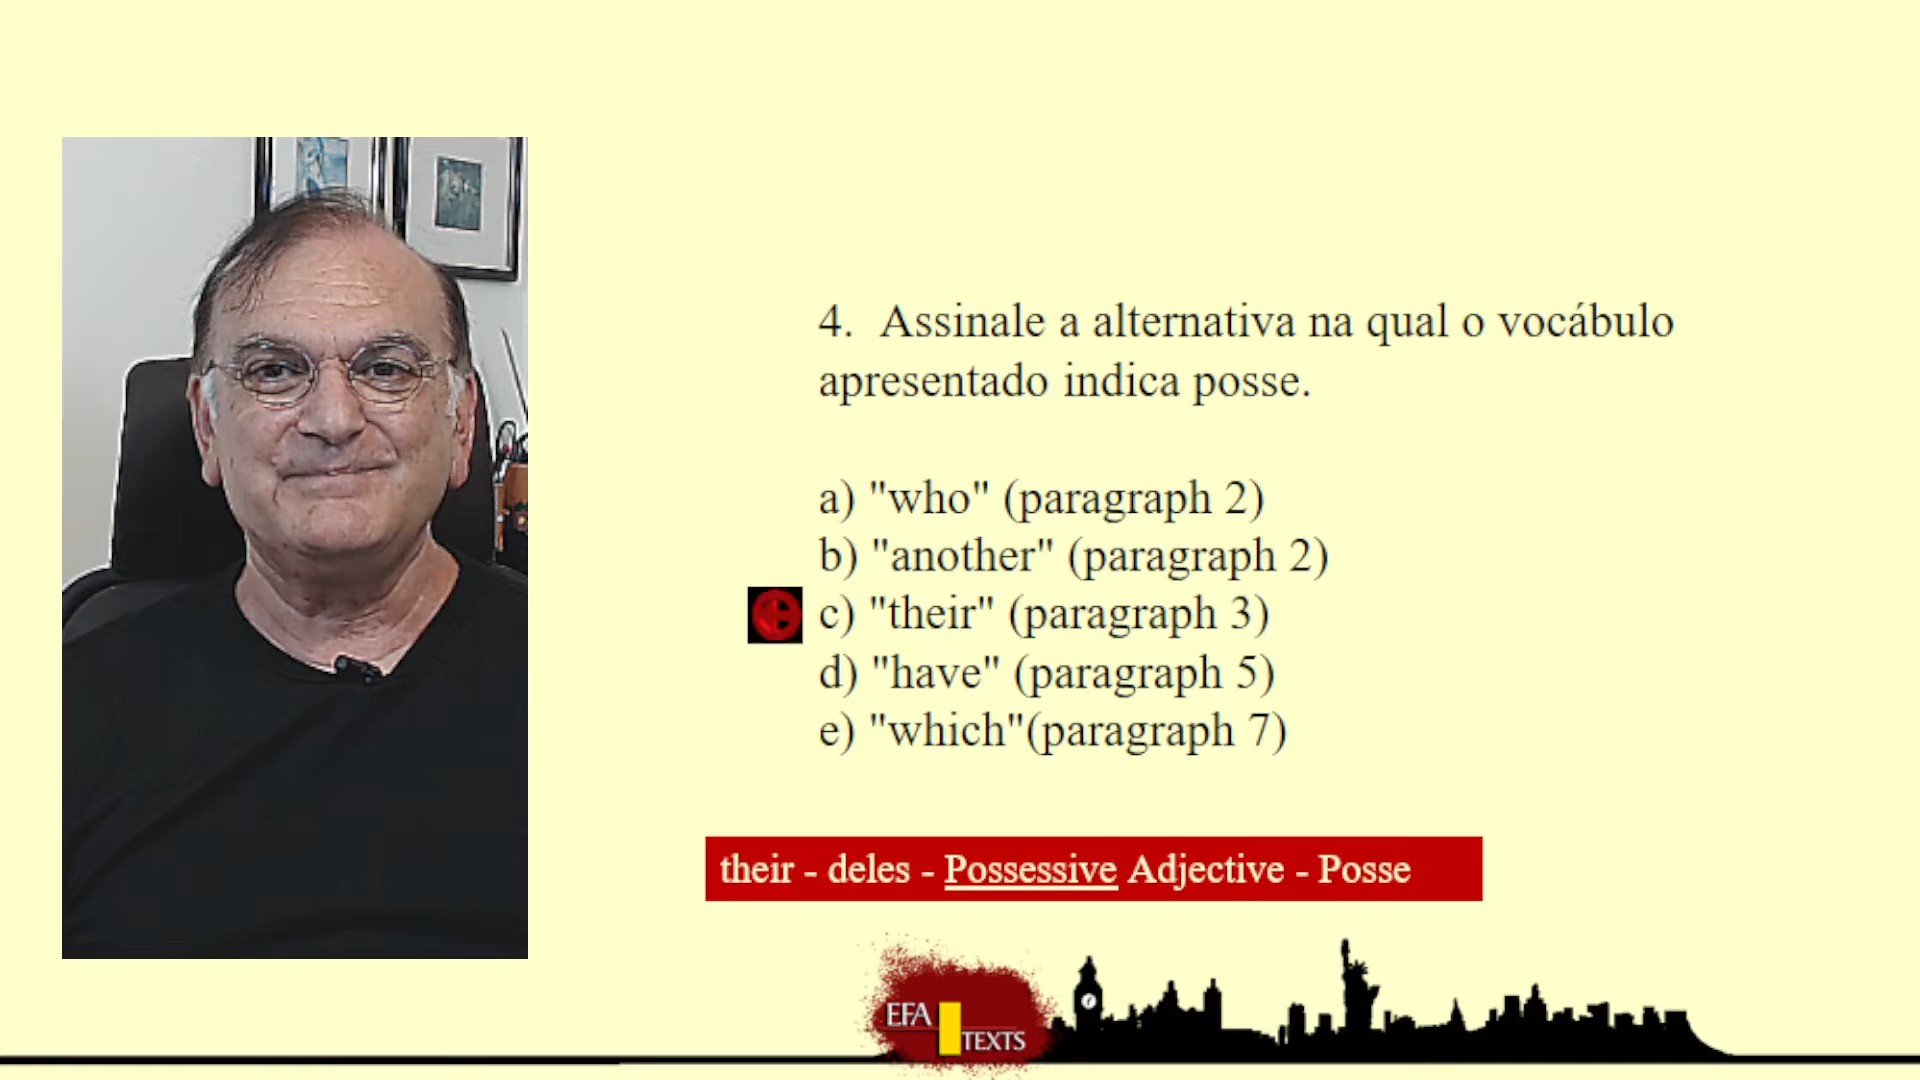 4. Assinale a alternativa na qual o vocábulo
apresentado indica posse.
a) "who" (paragraph 2)
b) "another" (paragraph 2)
c) "their" (paragraph 3)
d) "have" (paragraph 5)
e) "which"(paragraph 7)
their - deles - Possessive Adjective - Posse
EFA
TEXTS